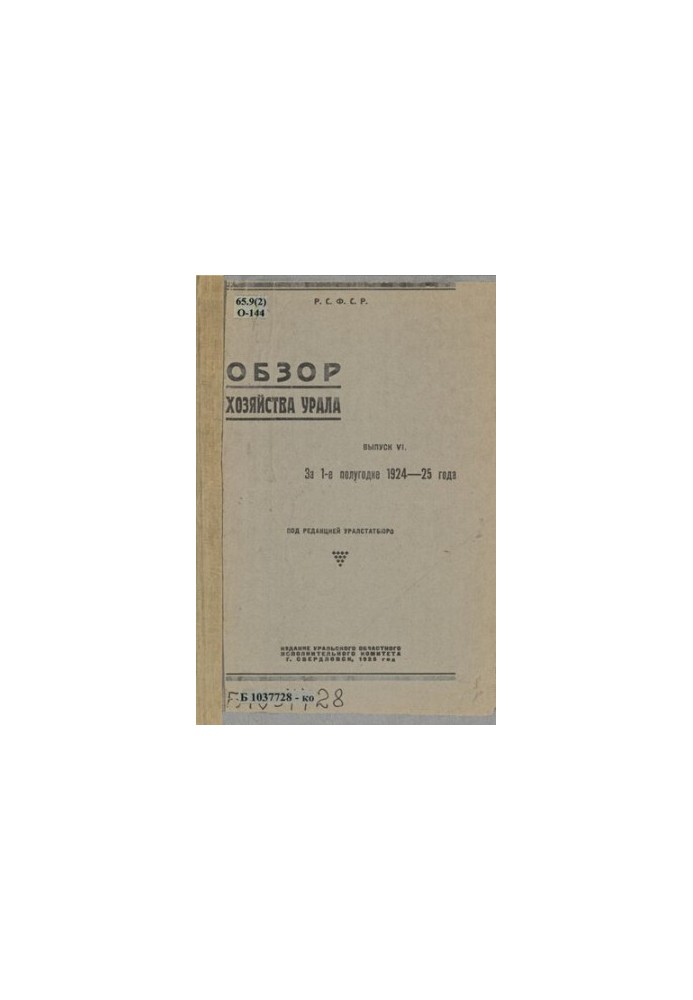 65.9(2)
О-144
Р. С. Ф. С. Р.
ОБЗОР
ХОЗЯЙСТВА УРАЛА
ВЫПУСК VI.
За 1-е полугодие 1924—25 года
ПОД РЕДАКЦИЕЙ УРАЛСТАТБЮРО
ИЗДАНИЕ УРАЛЬСКОГО ОБЛАСТНОГО
ИСПОЛНИТЕЛЬНОГО КОМИТЕТА
Г. СВЕРДЛОВСК, год
Б 1037728 - ко
28